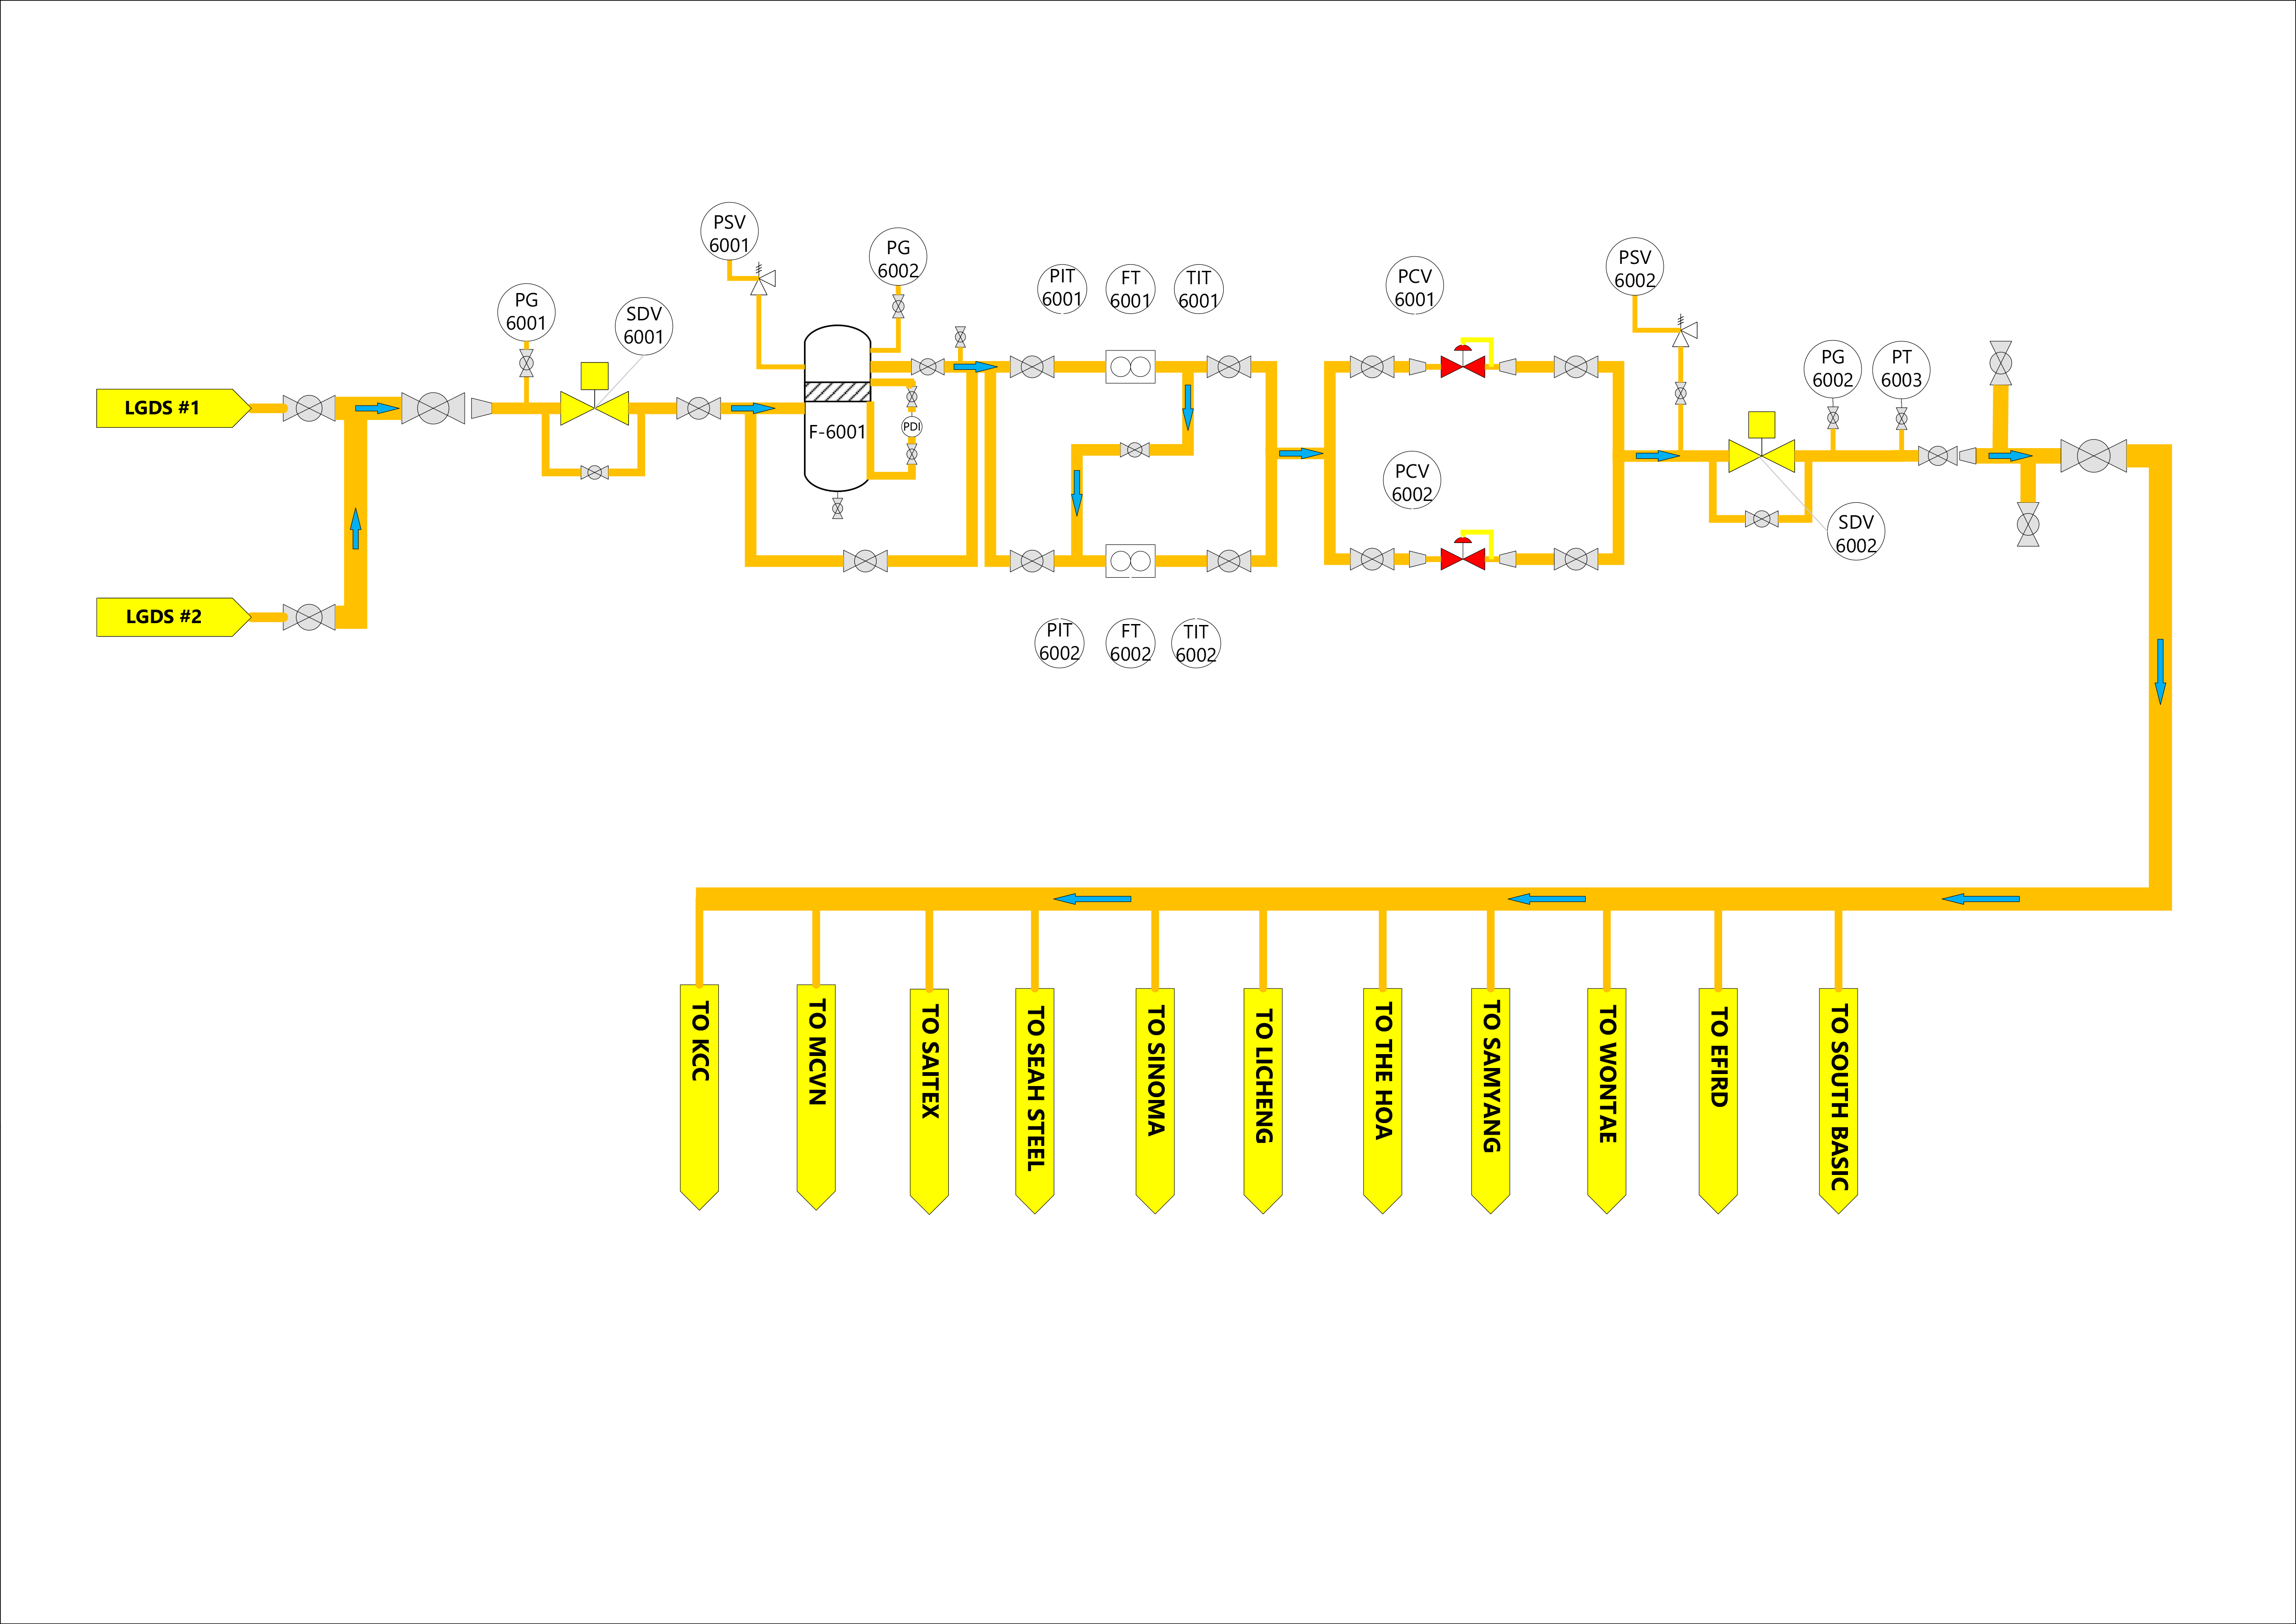 PSV
6001
PG
6002
PSV
6002
PIT
6001
FT
6001
TIT
6001
PCV
6001
PG
6001
SDV
6001
PG
6002
PT
6003
LGDS #1
PDI
F-6001
PCV
6002
SDV
6002
LGDS #2
PIT
6002
FT
6002
TIT
6002
TO KCC
TO MCVN
TO SAITEX
TO SEAH STEEL
TO SINOMA
TO LICHENG
TO THE HOA
TO SAMYANG
TO WONTAE
TO EFIRD
TO SOUTH BASIC